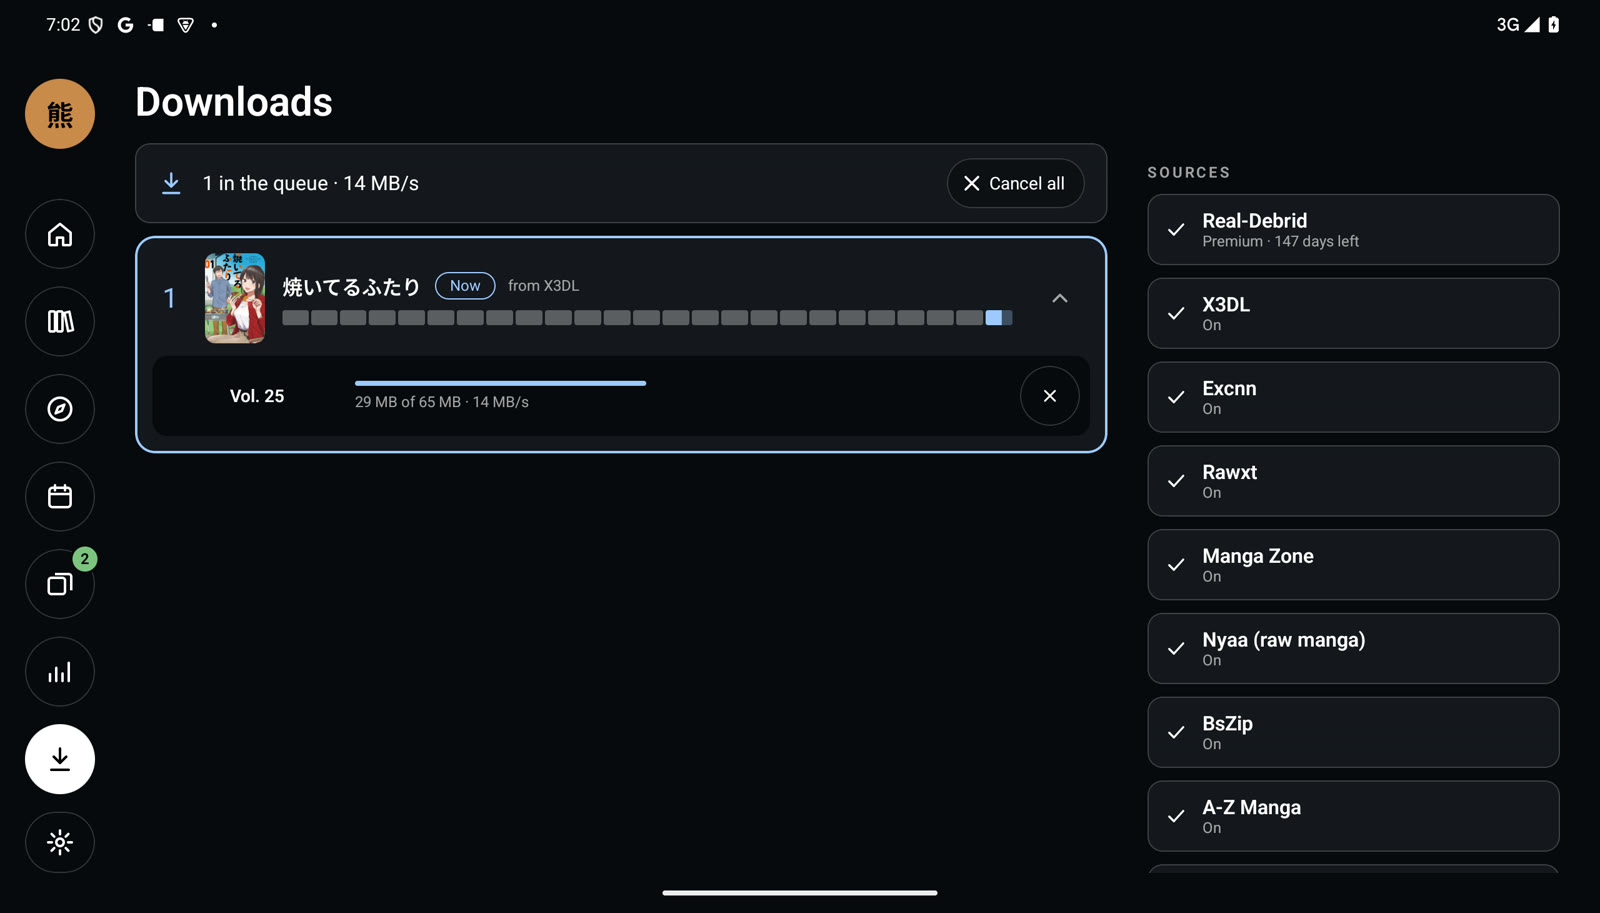 7:02
3G
熊
Downloads
1 in the queue · 14 MB/s
Cancel all
1
焼いてるふたり
Now
from X3DL
Vol. 25
29 MB of 65 MB · 14 MB/s
2
SOURCES
Real-Debrid
Premium · 147 days left
X3DL
On
Excnn
On
Rawxt
On
Manga Zone
On
Nyaa (raw manga)
On
BsZip
On
A-Z Manga
On